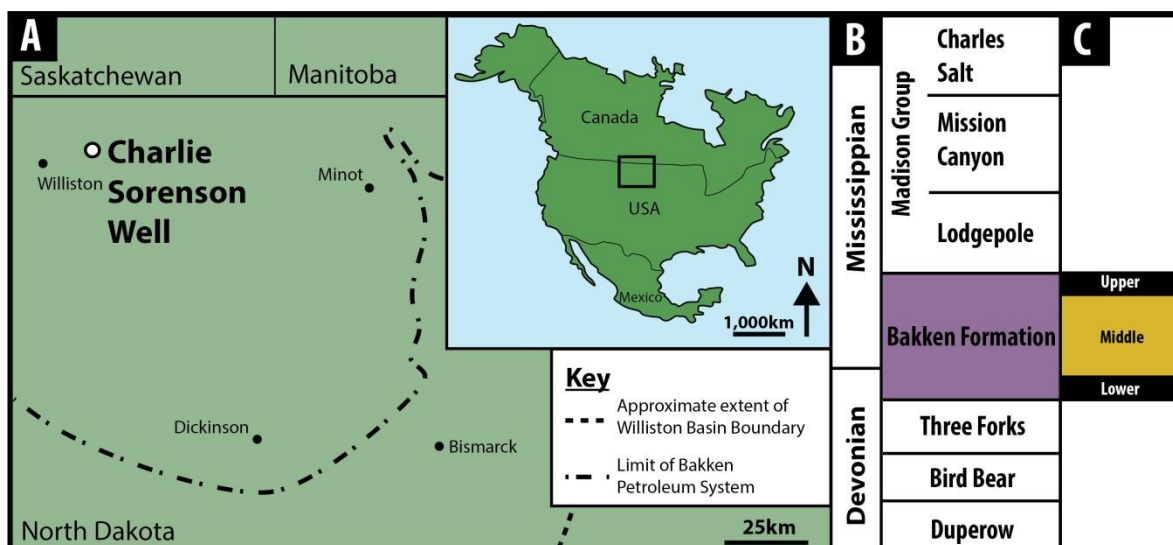 A
Saskatchewan
Manitoba
Charlie
Sorenson
Well
Williston
Minot
Dickinson
Bismarck
North Dakota
25km
Canada
USA
Mexico
N
1,000km
Key
Approximate extent of
Williston Basin Boundary
Limit of Bakken
Petroleum System
B
Mississippian
Devonian
Madison Group
Charles
Salt
Mission
Canyon
Lodgepole
Bakken Formation
Three Forks
Bird Bear
Duperow
C
Upper
Middle
Lower